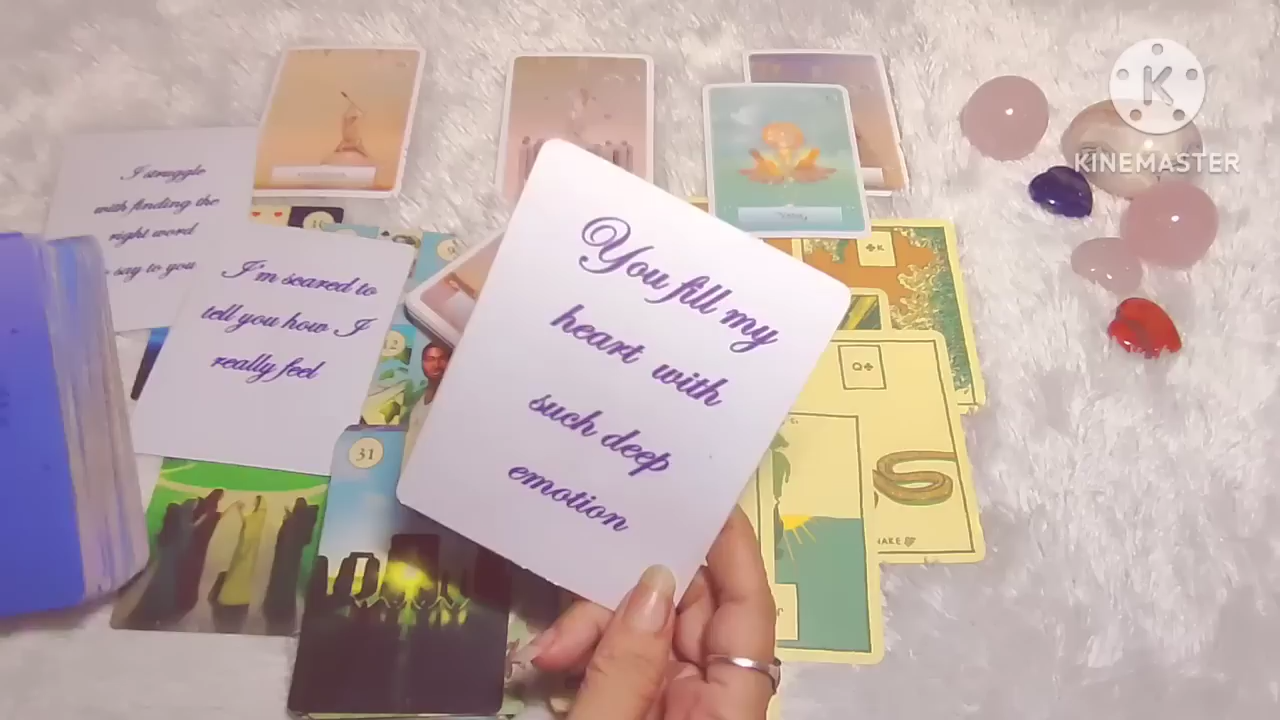 K
KINEMASTER
I struggle
with finding the
right word
say to you
I'm scared to
tell you how I
really feel
You fill my
heart with
such deep
emotion
31
K♣
Q♣